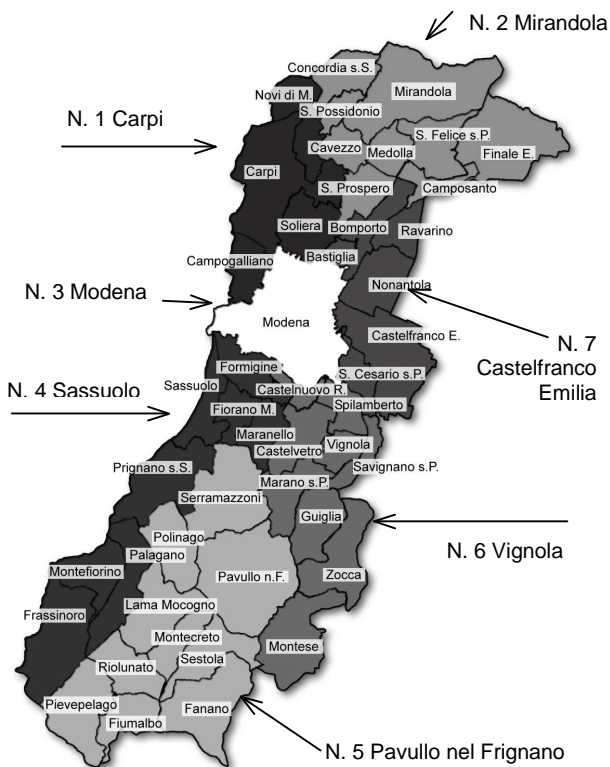 N. 2 Mirandola
Concordia s.S.
Novi di M.
Mirandola
S. Possidonio
N. 1 Carpi
S. Felice s.P.
Cavezzo
Medolla
Finale E.
Carpi
S. Prospero
Camposanto
Soliera
Bomporto
Ravarino
Bastiglia
Campogalliano
Nonantola
N. 3 Modena
Modena
Castelfranco E.
N. 7
Castelfranco
Emilia
Formigine
S. Cesario s.P.
Sassuolo
Castelnuovo R.
N. 4 Sassuolo
Fiorano M.
Spilamberto
Maranello
Vignola
Castelvetro
Savignano s.P.
Prignano s.S.
Marano s.P.
Serramazzoni
Guiglia
Polinago
N. 6 Vignola
Palagano
Montefiorino
Pavullo n.F.
Zocca
Lama Mocogno
Frassinoro
Montecreto
Montese
Sestola
Riolunato
Pievepelago
Fanano
Fiumalbo
N. 5 Pavullo nel Frignano